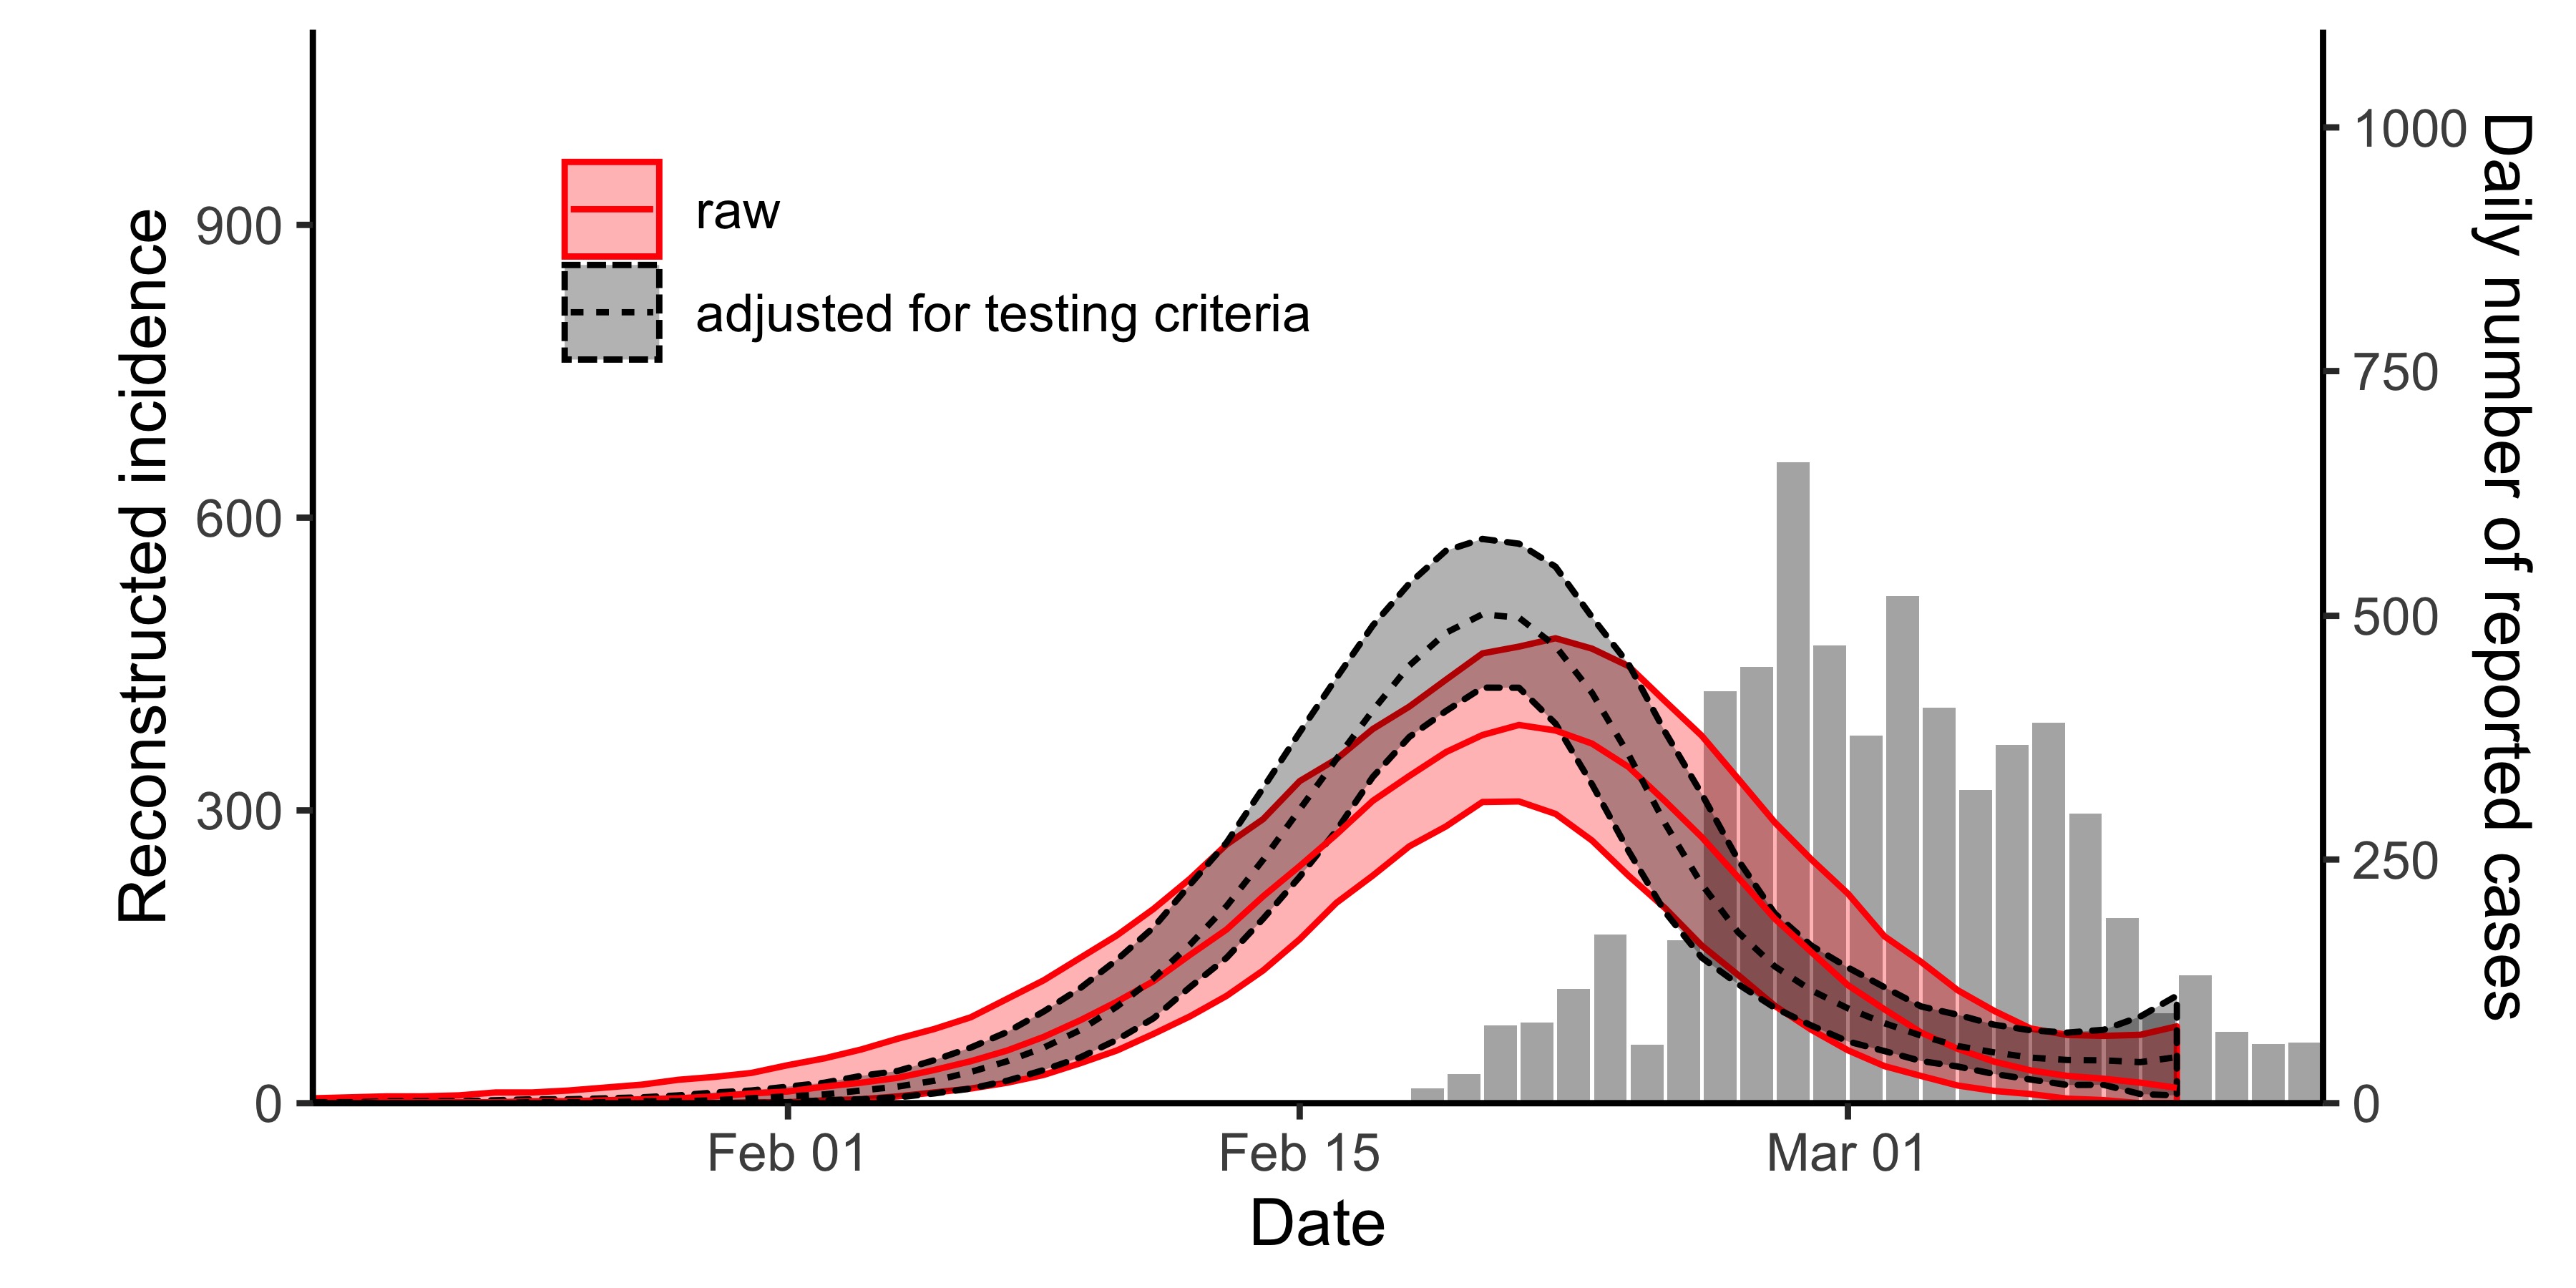 raw
adjusted for testing criteria
Reconstructed incidence
900
600
300
0
1000
750
500
250
0
Daily number of reported cases
Feb 01
Feb 15
Mar 01
Date